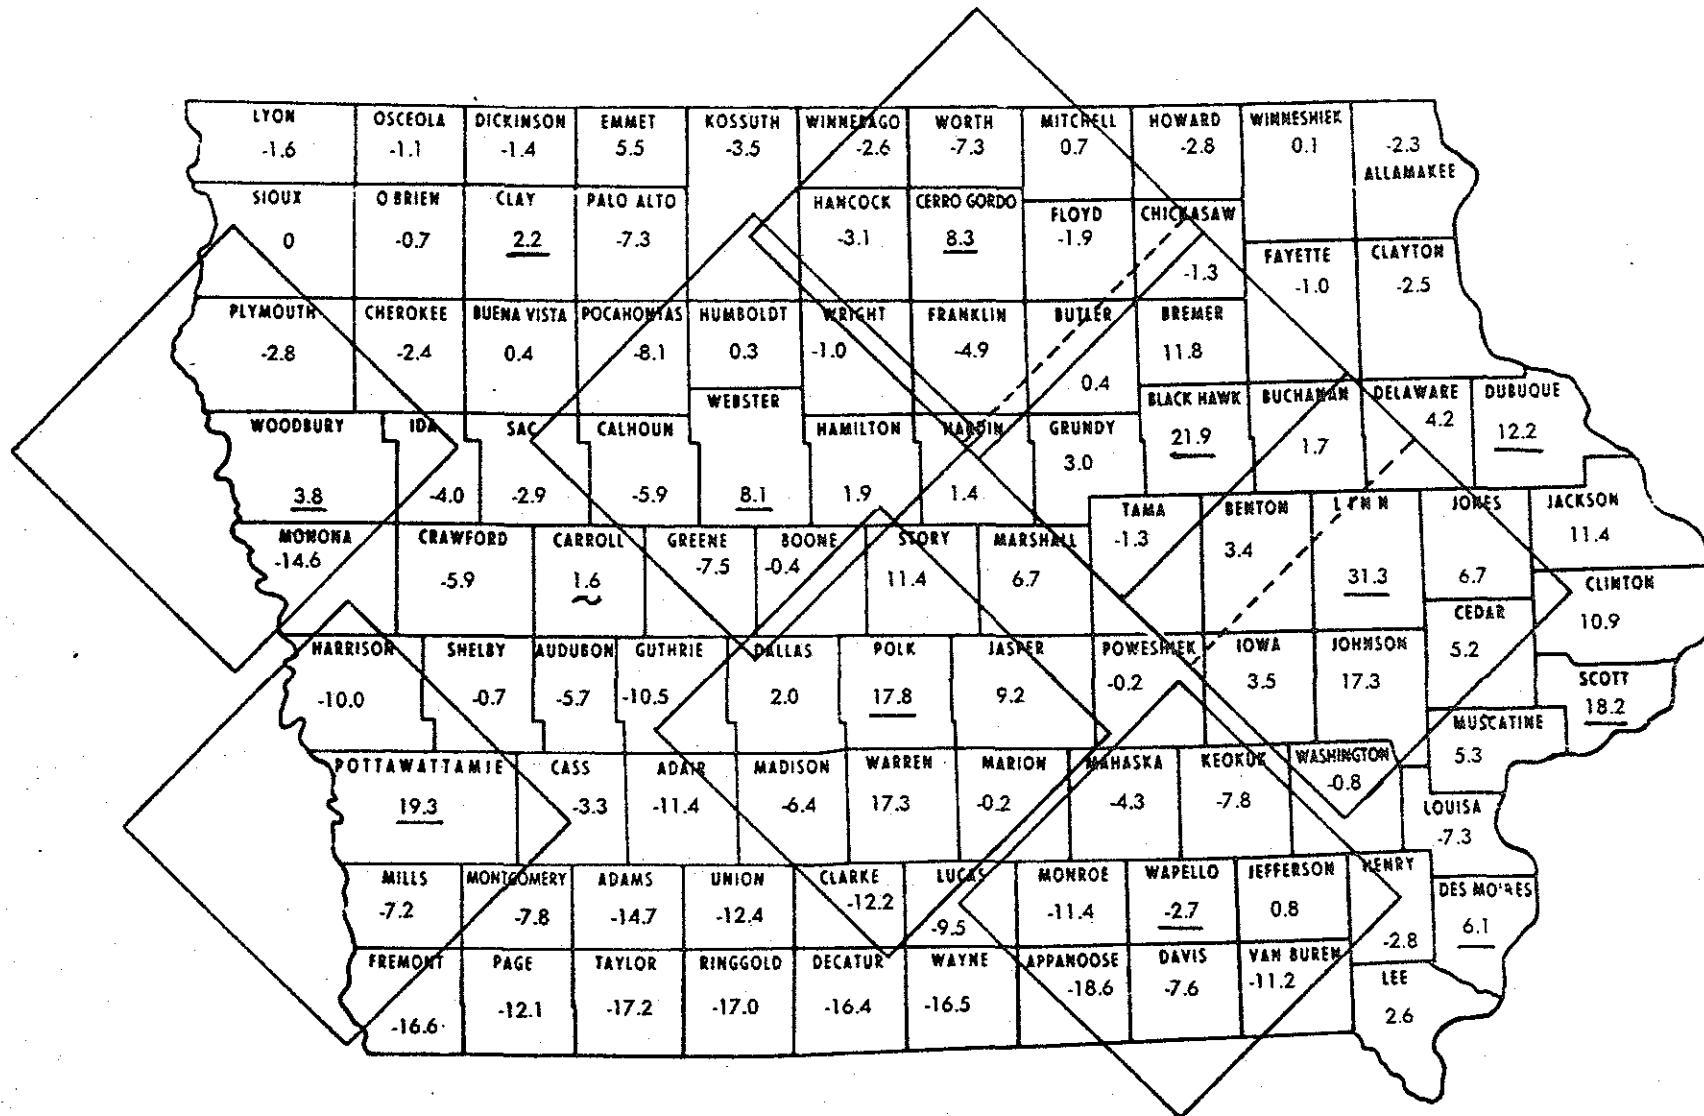 LYON OSCEOLA DICKINSON EMMET KOSSUTH WINNEBAGO WORTH MITCHELL HOWARD WINNESHIEK
-1.6 -1.1 -1.4 5.5 -3.5 -2.6 -7.3 0.7 -2.8 0.1 -2.3
ALLAMAKEE
SIOUX O BRIEN CLAY PALO ALTO HANCOCK CERRO GORDO FLOYD CHICKASAW
0 -0.7 2.2 -7.3 -3.1 8.3 -1.9 -1.3
FAYETTE CLAYTON
-1.0 -2.5
PLYMOUTH CHEROKEE BUENA VISTA POCAHONTAS HUMBOLDT WRIGHT FRANKLIN BUTLER BREMER
-2.8 -2.4 0.4 -8.1 0.3 -1.0 -4.9 0.4 11.8
WEBSTER BLACK HAWK BUCHANAN DELAWARE DUBUQUE
8.1 21.9 1.7 4.2 12.2
WOODBURY IDA SAC CALHOUN HAMILTON HARDIN GRUNDY
3.8 -4.0 -2.9 -5.9 1.9 1.4 3.0
TAMA BENTON LINN JONES JACKSON
-1.3 3.4 31.3 6.7 11.4
MONONA CRAWFORD CARROLL GREENE BOONE STORY MARSHALL
-14.6 -5.9 1.6 -7.5 -0.4 11.4 6.7
CLINTON
10.9
CEDAR
5.2
HARRISON SHELBY AUDUBON GUTHRIE DALLAS POLK JASPER POWESHIEK IOWA JOHNSON
-10.0 -0.7 -5.7 -10.5 2.0 17.8 9.2 -0.2 3.5 17.3
SCOTT
18.2
MUSCATINE
5.3
POTTAWATTAMIE CASS ADAIR MADISON WARREN MARION MAHASKA KEOKUK WASHINGTON
19.3 -3.3 -11.4 -6.4 17.3 -0.2 -4.3 -7.8 -0.8
LOUISA
-7.3
MILLS MONTGOMERY ADAMS UNION CLARKE LUCAS MONROE WAPELLO JEFFERSON HENRY DES MOINES
-7.2 -7.8 -14.7 -12.4 -12.2 -9.5 -11.4 -2.7 0.8 -2.8 6.1
FREMONT PAGE TAYLOR RINGGOLD DECATUR WAYNE APPANOOSE DAVIS VAN BUREN LEE
-16.6 -12.1 -17.2 -17.0 -16.4 -16.5 -18.6 -7.6 -11.2 2.6